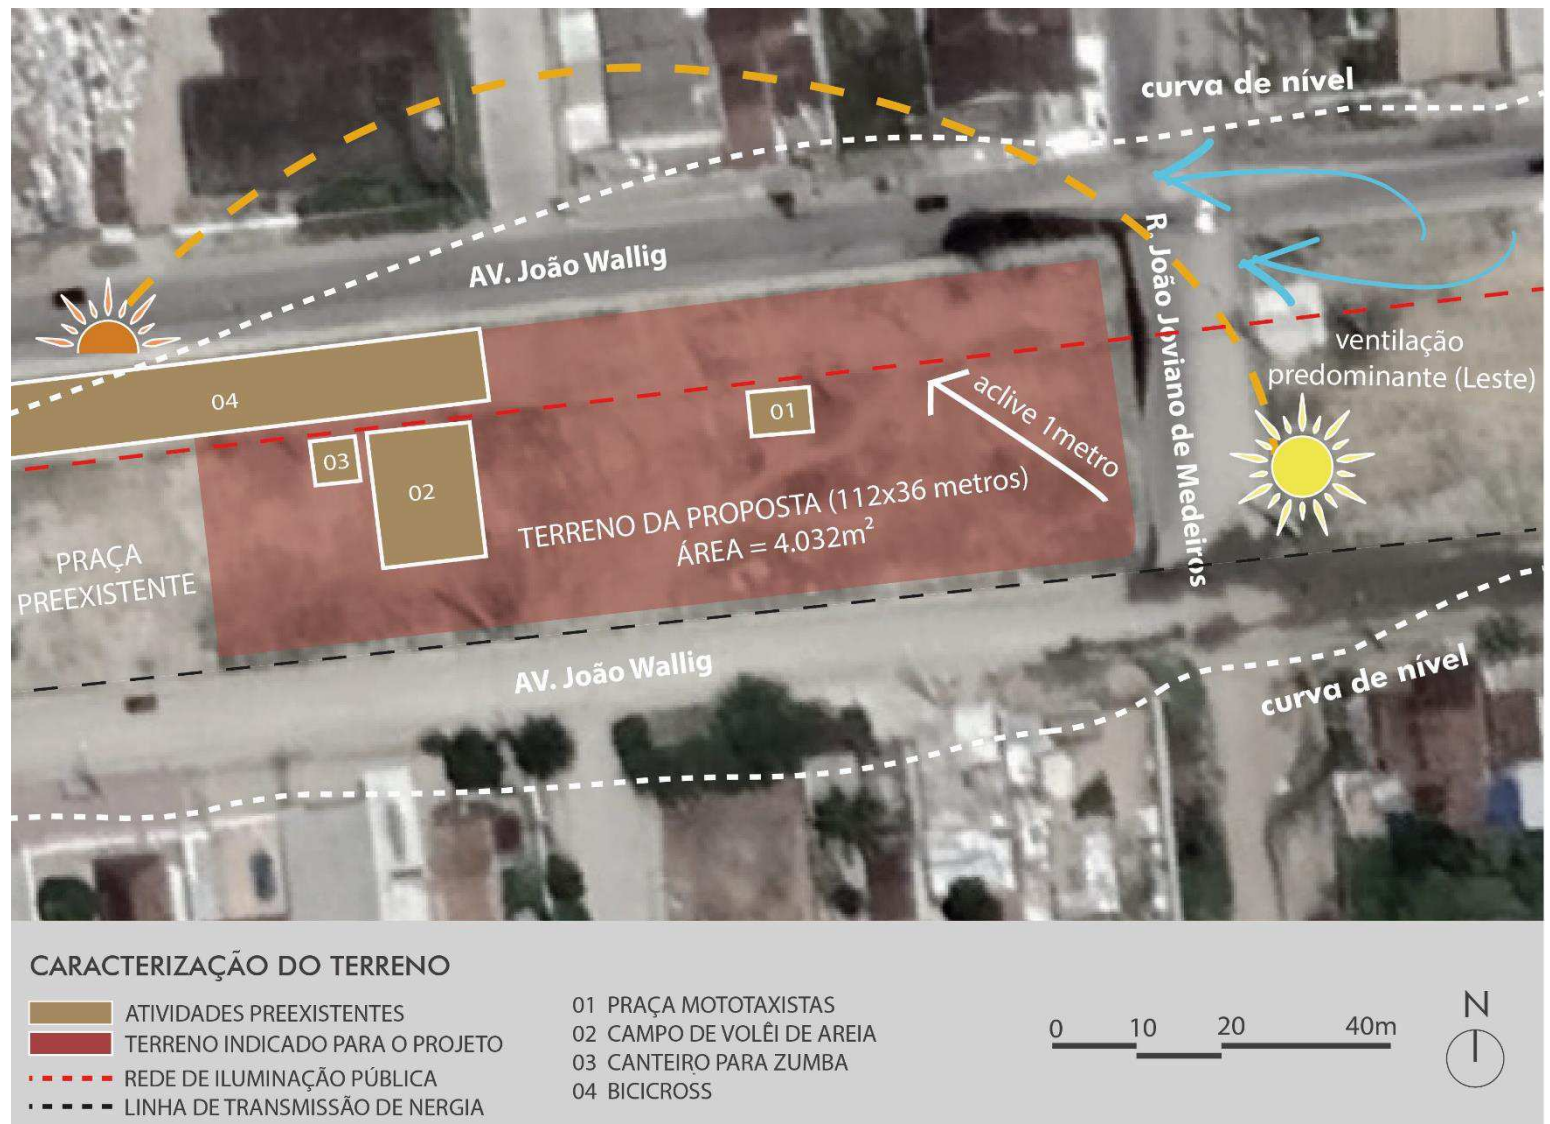 curva de nível
AV. João Wallig
R. João Joviano de Medeiros
ventilação
predominante (Leste)
04
01
aclive 1metro
03
02
TERRENO DA PROPOSTA (112x36 metros)
ÁREA = 4.032m²
PRAÇA
PREEXISTENTE
AV. João Wallig
curva de nível
CARACTERIZAÇÃO DO TERRENO
ATIVIDADES PREEXISTENTES
TERRENO INDICADO PARA O PROJETO
REDE DE ILUMINAÇÃO PÚBLICA
LINHA DE TRANSMISSÃO DE NERGIA
01 PRAÇA MOTOTAXISTAS
02 CAMPO DE VOLÊI DE AREIA
03 CANTEIRO PARA ZUMBA
04 BICICROSS
0 10 20 40m
N